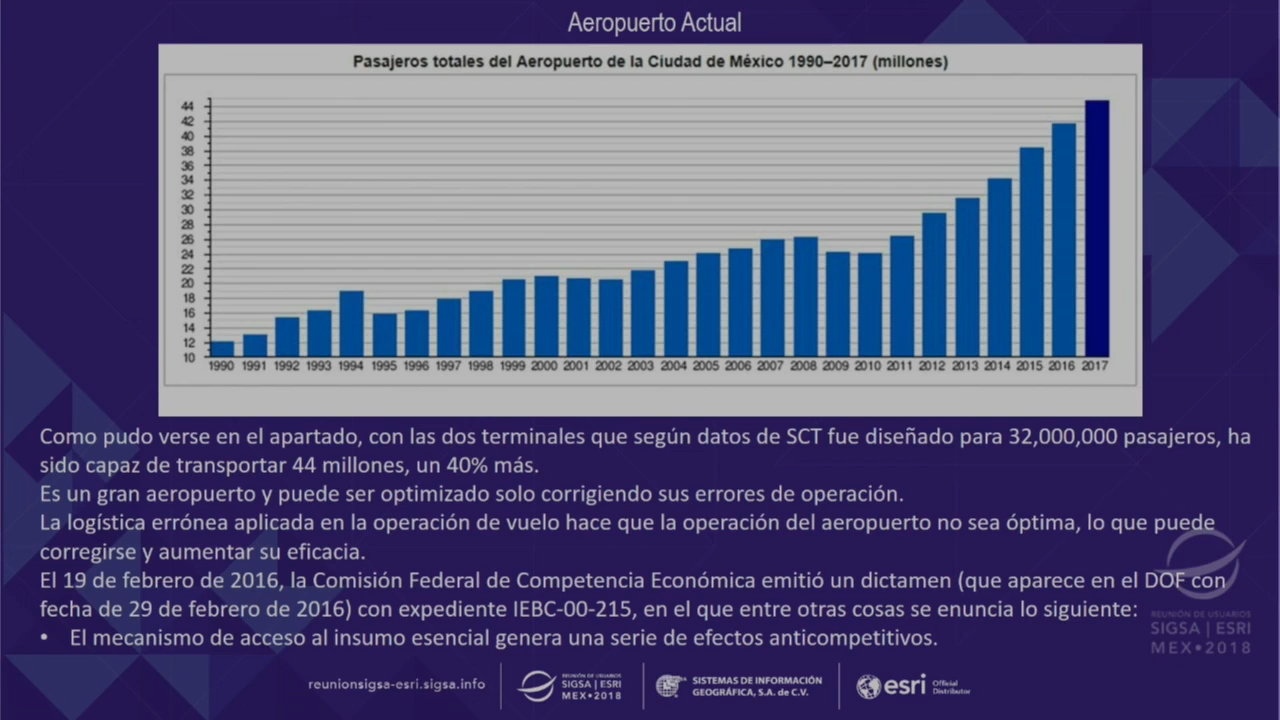 Aeropuerto Actual
Pasajeros totales del Aeropuerto de la Ciudad de México 1990–2017 (millones)
44
42
40
38
36
34
32
30
28
26
24
22
20
18
16
14
12
10
1990 1991 1992 1993 1994 1995 1996 1997 1998 1999 2000 2001 2002 2003 2004 2005 2006 2007 2008 2009 2010 2011 2012 2013 2014 2015 2016 2017
Como pudo verse en el apartado, con las dos terminales que según datos de SCT fue diseñado para 32,000,000 pasajeros, ha
sido capaz de transportar 44 millones, un 40% más.
Es un gran aeropuerto y puede ser optimizado solo corrigiendo sus errores de operación.
La logística errónea aplicada en la operación de vuelo hace que la operación del aeropuerto no sea óptima, lo que puede
corregirse y aumentar su eficacia.
El 19 de febrero de 2016, la Comisión Federal de Competencia Económica emitió un dictamen (que aparece en el DOF con
fecha de 29 de febrero de 2016) con expediente IEBC-00-215, en el que entre otras cosas se enuncia lo siguiente:
• El mecanismo de acceso al insumo esencial genera una serie de efectos anticompetitivos.
REUNIÓN DE USUARIOS
SIGSA | ESRI
MEX•2018
reunionsigsa-esri.sigsa.info
REUNIÓN DE USUARIOS
SIGSA | ESRI
MEX•2018
SISTEMAS DE INFORMACIÓN
GEOGRÁFICA, S.A. de C.V.
esri Official
Distributor